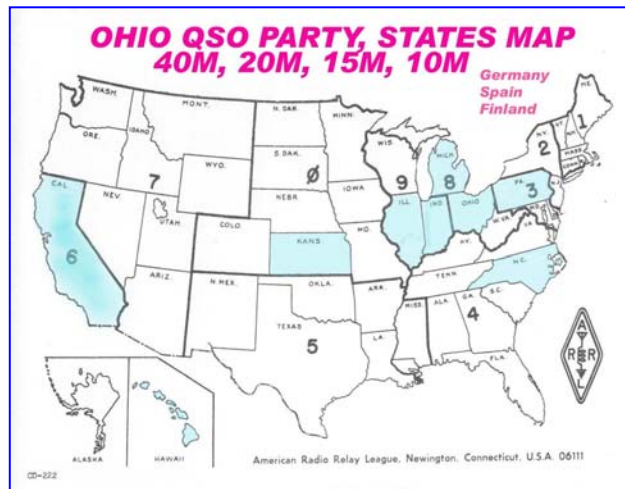 OHIO QSO PARTY, STATES MAP
40M, 20M, 15M, 10M
Germany
Spain
Finland
WASH.
MONT.
N. DAK.
MINN.
ME.
VT.
N.H.
1
ORE.
IDAHO
S. DAK.
WIS.
MICH
N.Y.
2
MASS.
CONN.
WYO.
7
Ø
9
8
PA.
3
N.J.
CAL
NEV.
UTAH
NEBR
IOWA
ILL
IND
OHIO
COLO.
KANS.
MO.
KY.
W.VA.
VA.
6
ARIZ.
N.MEX.
OKLA.
ARK.
TENN.
N.C.
S.C.
TEXAS
5
LA.
MISS.
ALA.
GA.
4
FLA.
A
R R
L
ALASKA
HAWAII
American Radio Relay League, Newington, Connecticut, U.S.A. 06111
CD-222